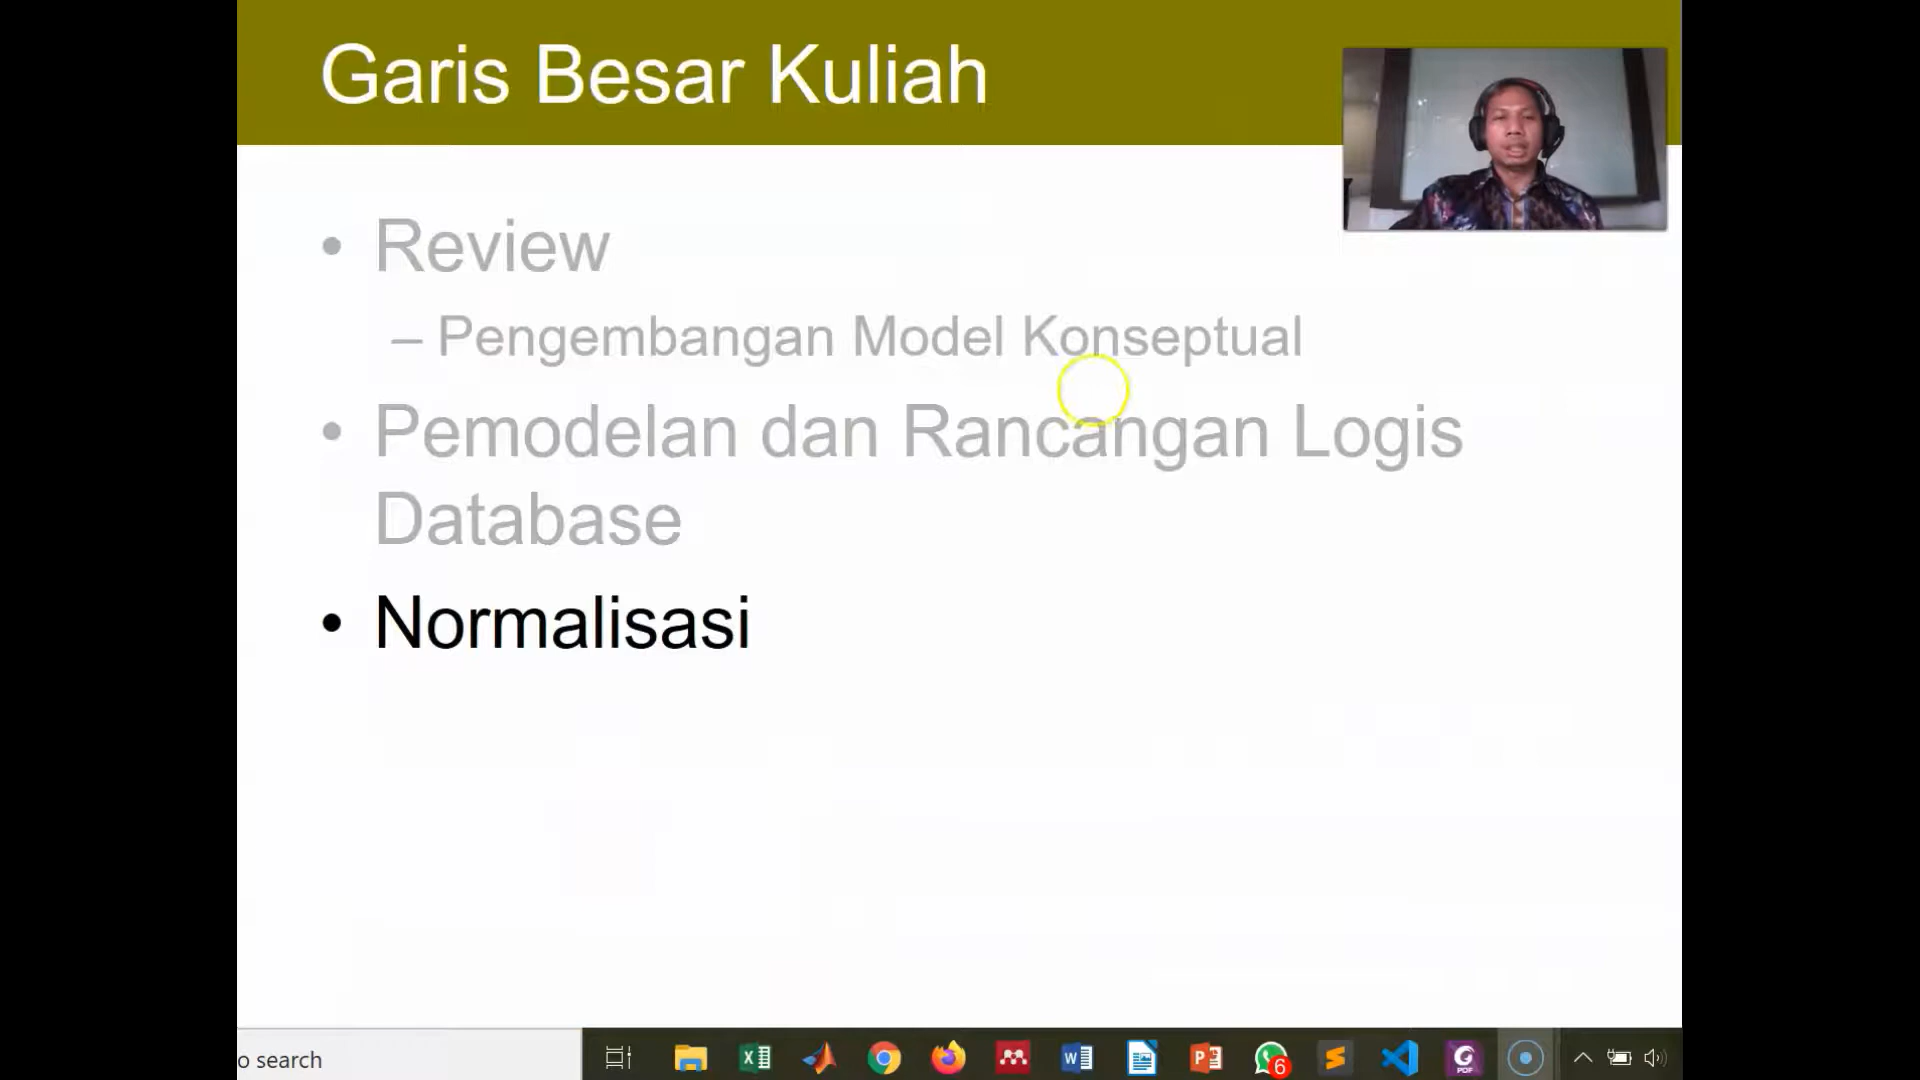 Garis Besar Kuliah
• Review
– Pengembangan Model Konseptual
• Pemodelan dan Rancangan Logis
Database
• Normalisasi
o search
6